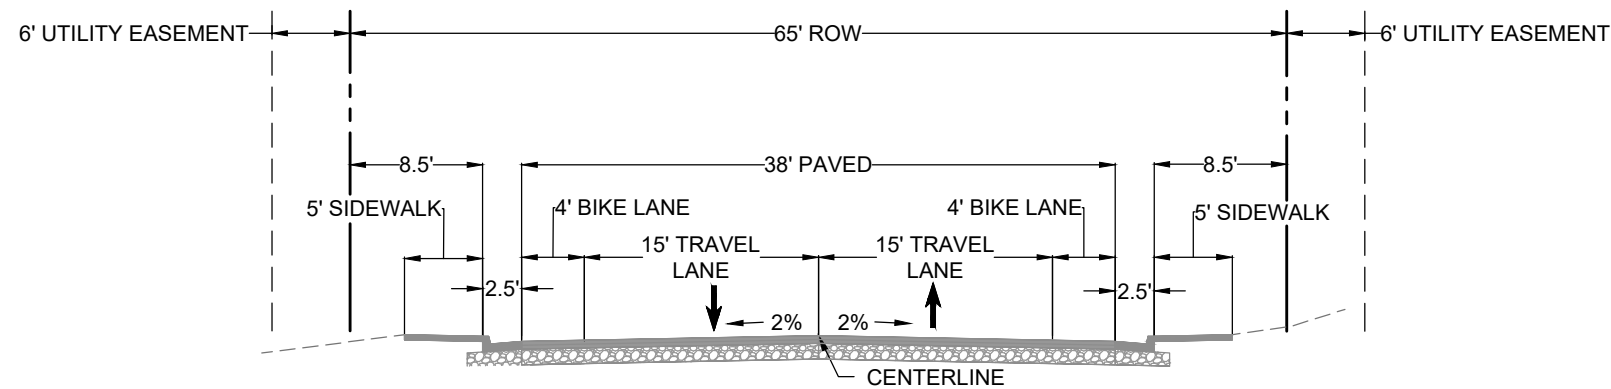 6' UTILITY EASEMENT
65' ROW
6' UTILITY EASEMENT
8.5'
38' PAVED
8.5'
5' SIDEWALK
4' BIKE LANE
4' BIKE LANE
5' SIDEWALK
15' TRAVEL
LANE
15' TRAVEL
LANE
2.5'
2.5'
2%
2%
CENTERLINE